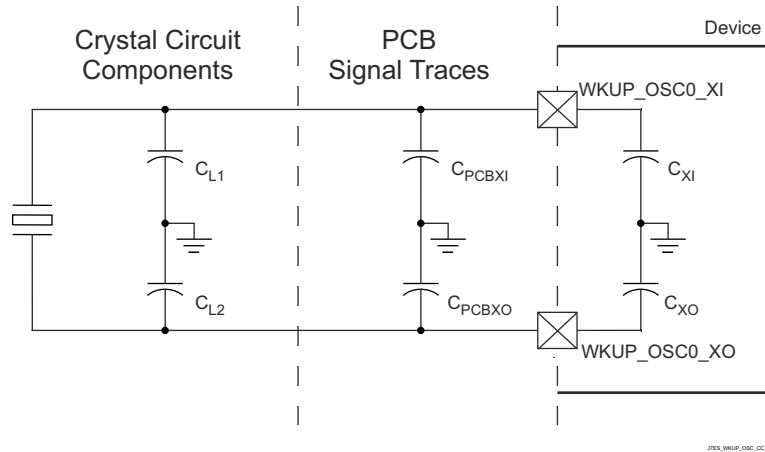 Crystal Circuit
Components
PCB
Signal Traces
Device
WKUP_OSC0_XI
CL1
CPCBXI
CXI
CL2
CPCBXO
CXO
WKUP_OSC0_XO
J7ES_WKUP_OSC_CC